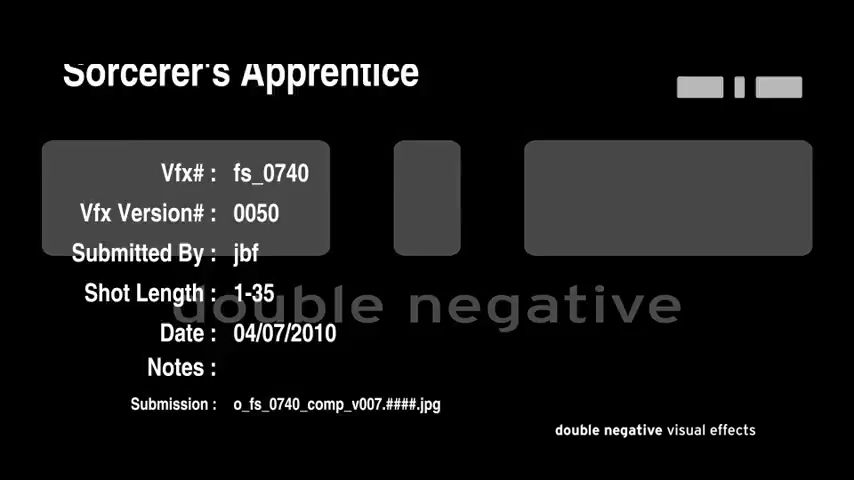 Sorcerer's Apprentice
Vfx# : fs_0740
Vfx Version# : 0050
Submitted By : jbf
Shot Length : 1-35
double negative
Date : 04/07/2010
Notes :
Submission : o_fs_0740_comp_v007.####.jpg
double negative visual effects